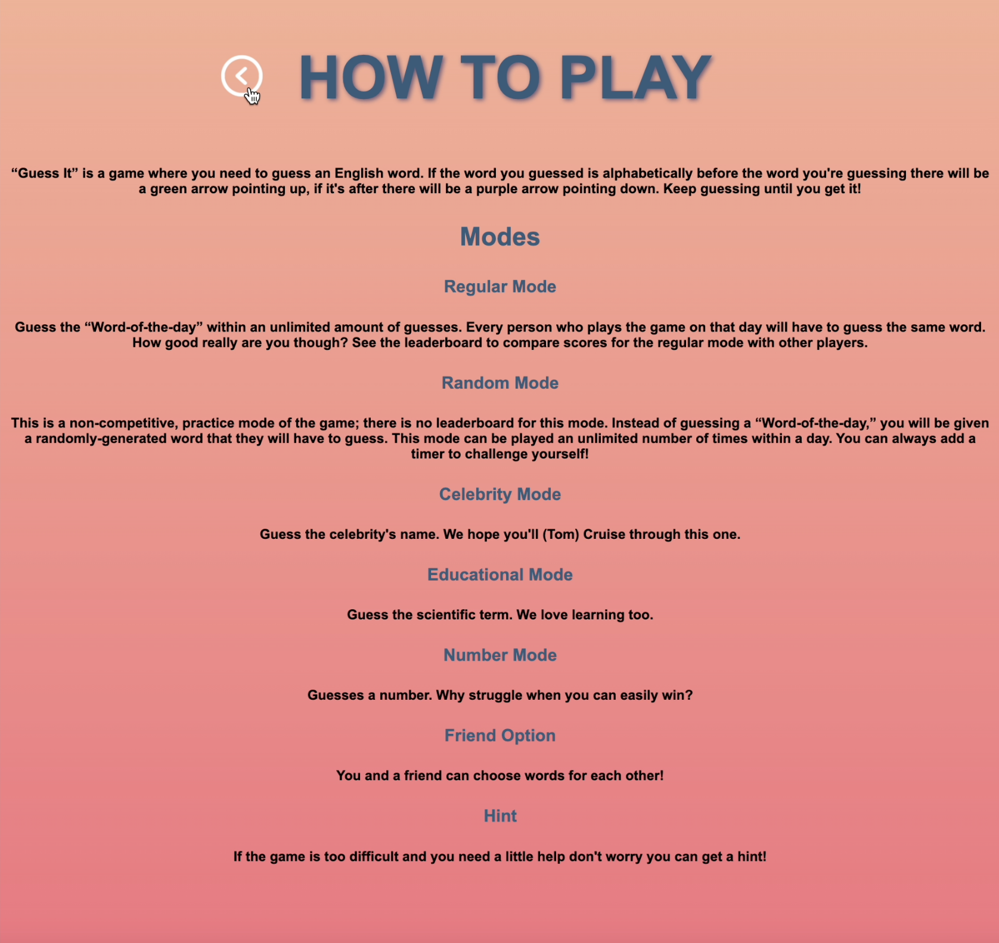 HOW TO PLAY
“Guess It” is a game where you need to guess an English word. If the word you guessed is alphabetically before the word you're guessing there will be
a green arrow pointing up, if it's after there will be a purple arrow pointing down. Keep guessing until you get it!
Modes
Regular Mode
Guess the “Word-of-the-day” within an unlimited amount of guesses. Every person who plays the game on that day will have to guess the same word.
How good really are you though? See the leaderboard to compare scores for the regular mode with other players.
Random Mode
This is a non-competitive, practice mode of the game; there is no leaderboard for this mode. Instead of guessing a “Word-of-the-day,” you will be given
a randomly-generated word that they will have to guess. This mode can be played an unlimited number of times within a day. You can always add a
timer to challenge yourself!
Celebrity Mode
Guess the celebrity's name. We hope you'll (Tom) Cruise through this one.
Educational Mode
Guess the scientific term. We love learning too.
Number Mode
Guesses a number. Why struggle when you can easily win?
Friend Option
You and a friend can choose words for each other!
Hint
If the game is too difficult and you need a little help don't worry you can get a hint!